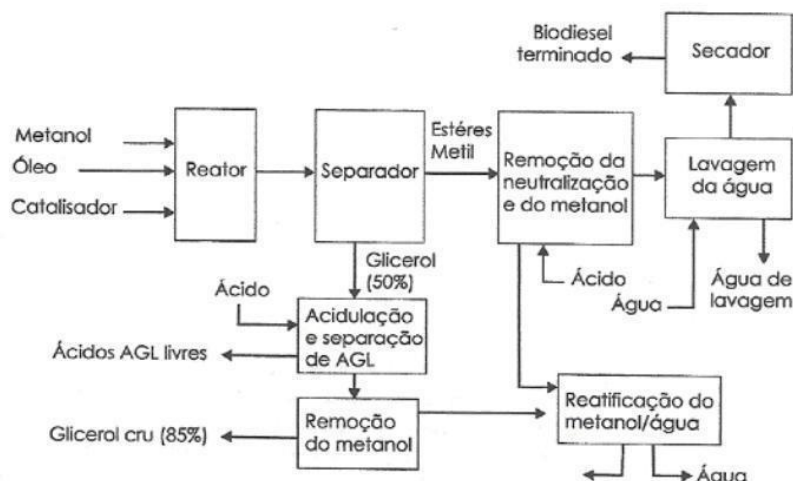 Biodiesel
terminado
Secador
Metanol
Óleo
Catalisador
Reator
Separador
Estéres
Metil
Remoção da
neutralização
e do metanol
Lavagem
da água
Glicerol
(50%)
Ácido
Água
Água de
lavagem
Ácido
Acidulação
e separação
de AGL
Ácidos AGL livres
Remoção
do metanol
Glicerol cru (85%)
Reatificação do
metanol/água
Água